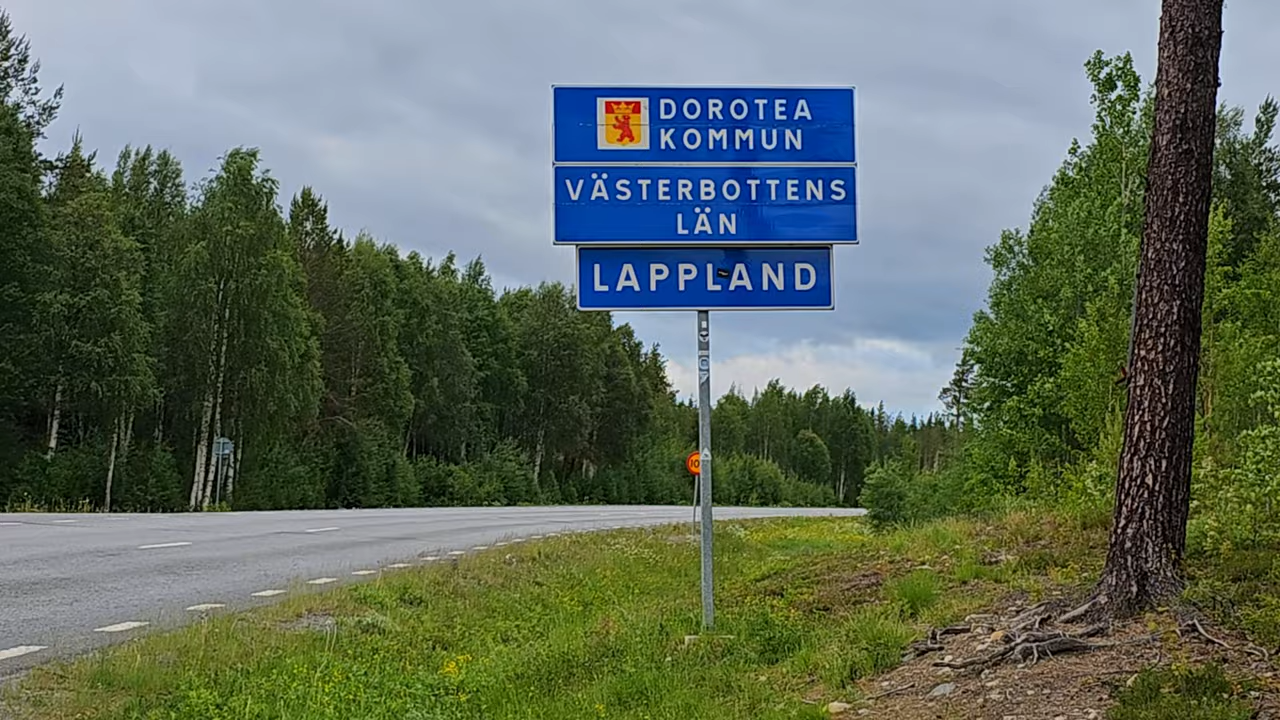 DOROTEA
KOMMUN
VÄSTERBOTTENS
LÄN
LAPPLAND